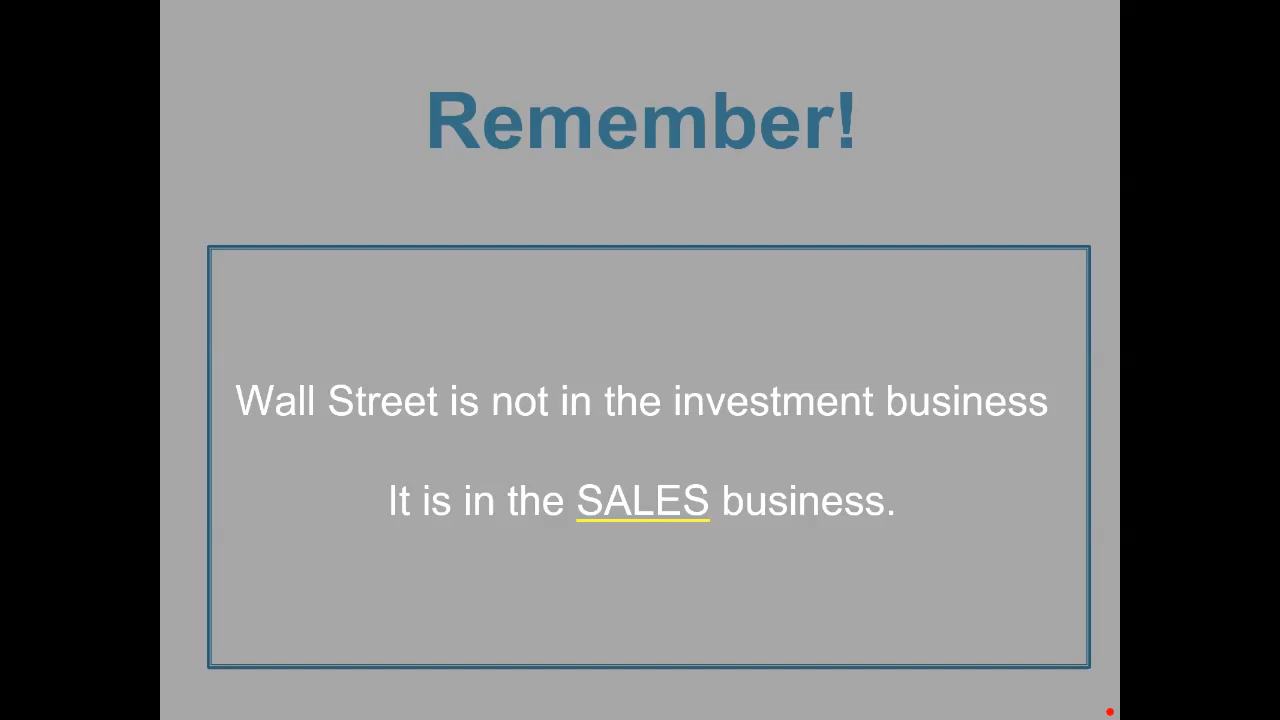 Remember!
Wall Street is not in the investment business
It is in the SALES business.